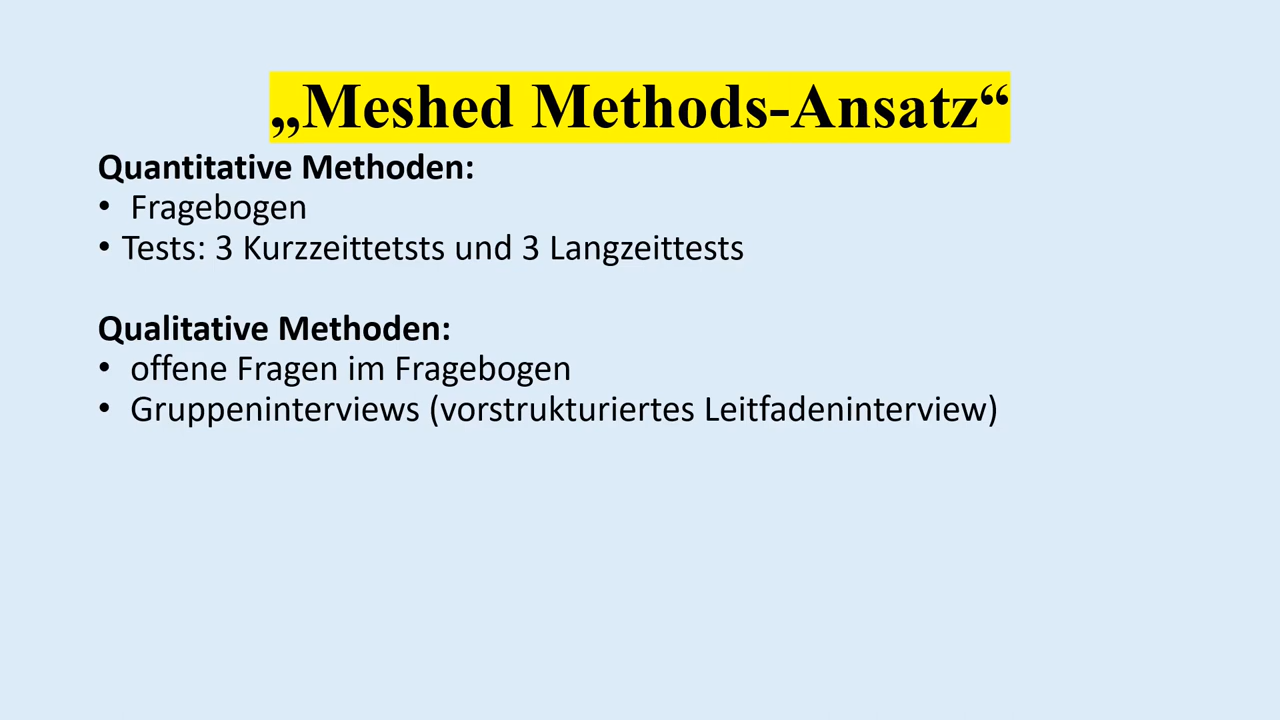 „Meshed Methods-Ansatz“
Quantitative Methoden:
• Fragebogen
• Tests: 3 Kurzzeittetsts und 3 Langzeittests
Qualitative Methoden:
• offene Fragen im Fragebogen
• Gruppeninterviews (vorstrukturiertes Leitfadeninterview)